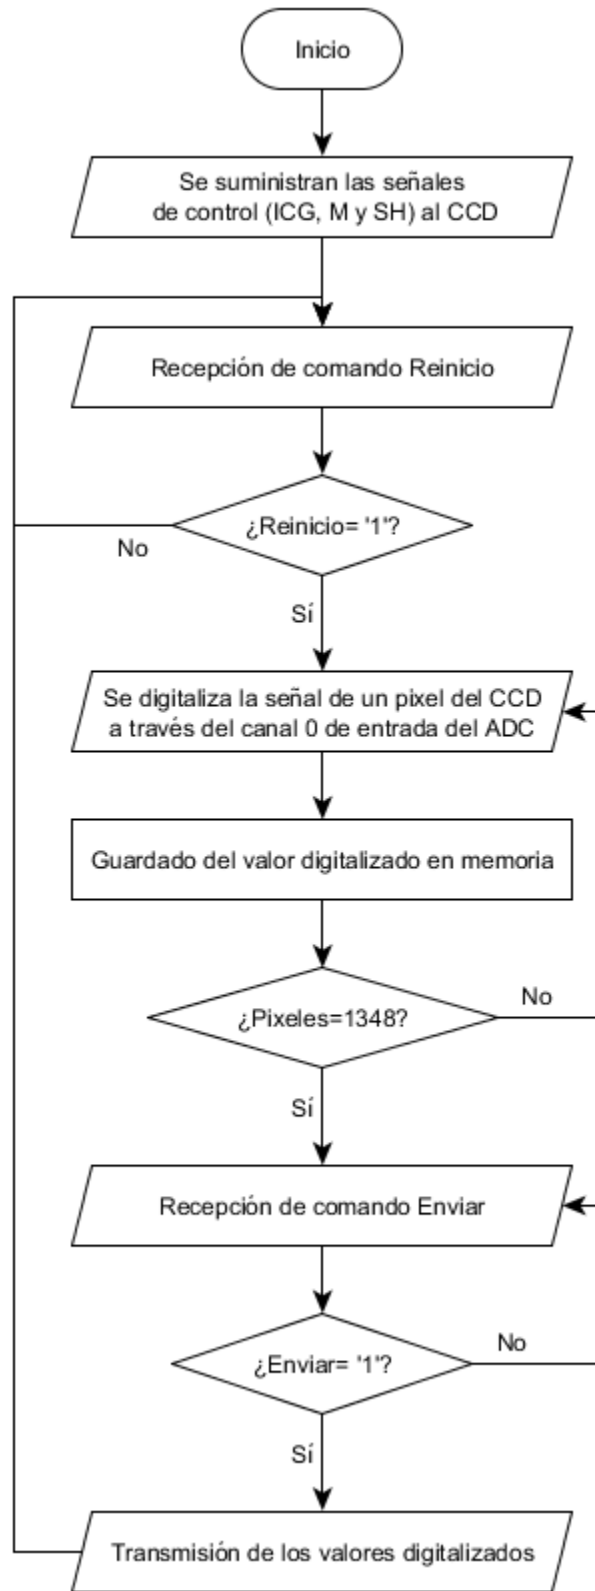 Inicio
Se suministran las señales
de control (ICG, M y SH) al CCD
Recepción de comando Reinicio
¿Reinicio= '1'?
No
Sí
Se digitaliza la señal de un pixel del CCD
a través del canal 0 de entrada del ADC
Guardado del valor digitalizado en memoria
¿Pixeles=1348?
No
Sí
Recepción de comando Enviar
¿Enviar= '1'?
No
Sí
Transmisión de los valores digitalizados